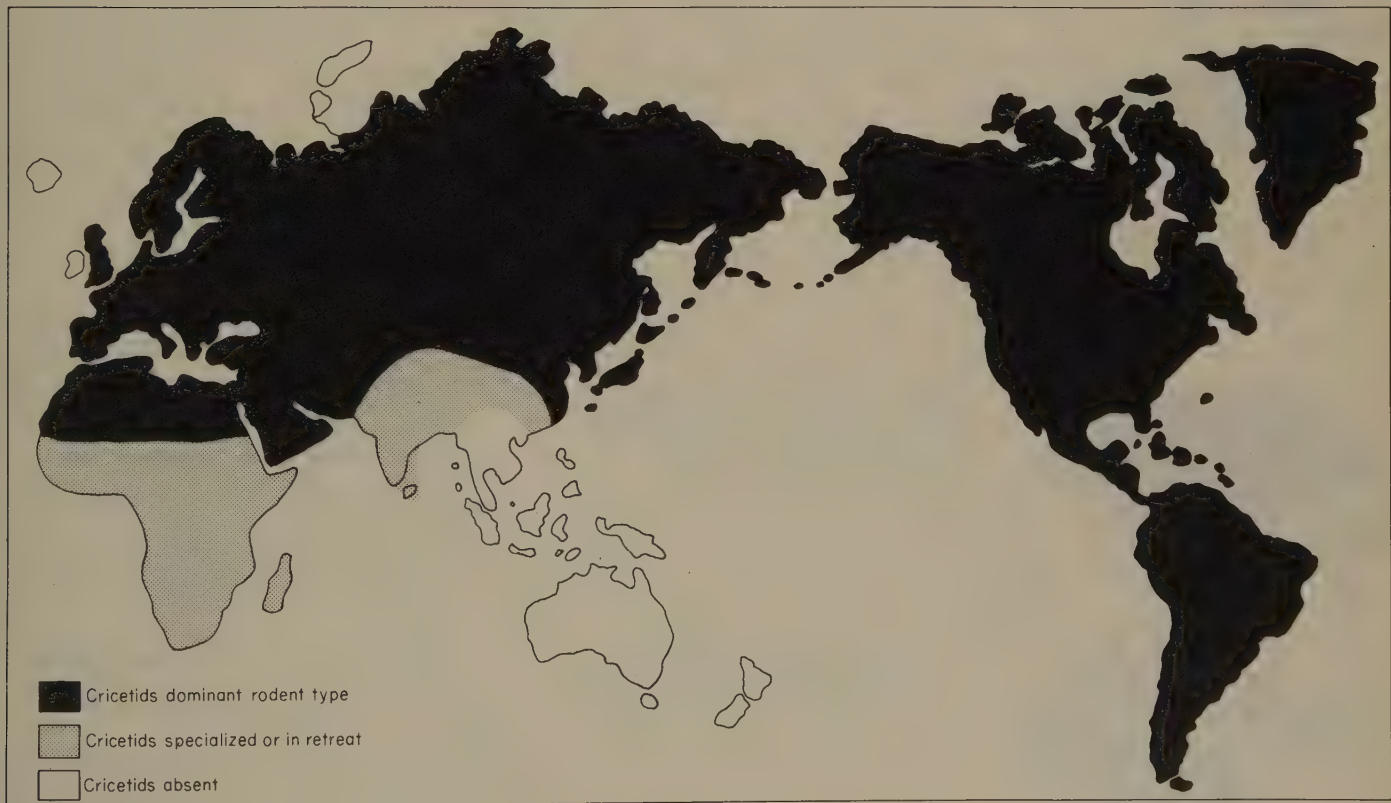 Cricetids dominant rodent type
Cricetids specialized or in retreat
Cricetids absent